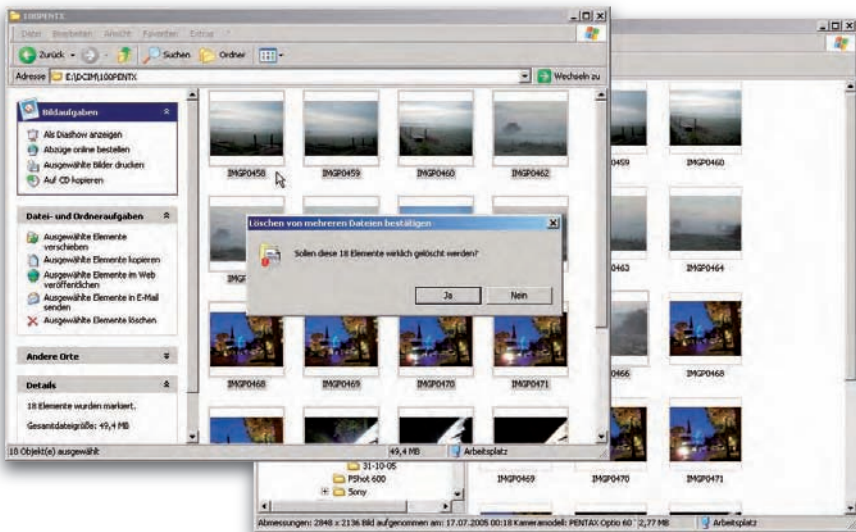 100PENTX
Datei Bearbeiten Ansicht Favoriten Extras ?
Zurück Suchen Ordner
Adresse E:\DCIM\100PENTX Wechseln zu
Bildaufgaben
Als Diashow anzeigen
Abzüge online bestellen
Ausgewählte Bilder drucken
Auf CD kopieren
Datei- und Ordneraufgaben
Ausgewählte Elemente
verschieben
Ausgewählte Elemente kopieren
Ausgewählte Elemente im Web
veröffentlichen
Ausgewählte Elemente in E-Mail
senden
Ausgewählte Elemente löschen
Andere Orte
Details
18 Elemente wurden markiert.
Gesamtdateigröße: 49,4 MB
IMGP0458 IMGP0459 IMGP0460 IMGP0462
Löschen von mehreren Dateien bestätigen
Sollen diese 18 Elemente wirklich gelöscht werden?
Ja Nein
IMGP0468 IMGP0469 IMGP0470 IMGP0471
18 Objekt(e) ausgewählt 49,4 MB Arbeitsplatz
0459 IMGP0460
0463 IMGP0464
0466 IMGP0468
IMGP0469 IMGP0470 IMGP0471
31-10-05
PShot 600
Sony
Abmessungen: 2848 x 2136 Bild aufgenommen am: 17.07.2005 00:18 Kameramodell: PENTAX Optio 60 2,77 MB Arbeitsplatz